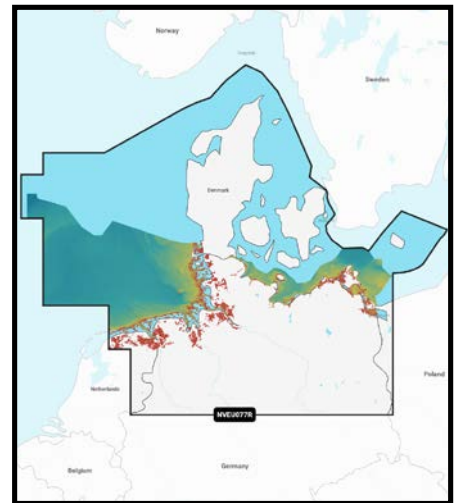 Norway
Sweden
Denmark
NVEU077R
Netherlands
Poland
Belgium
Germany